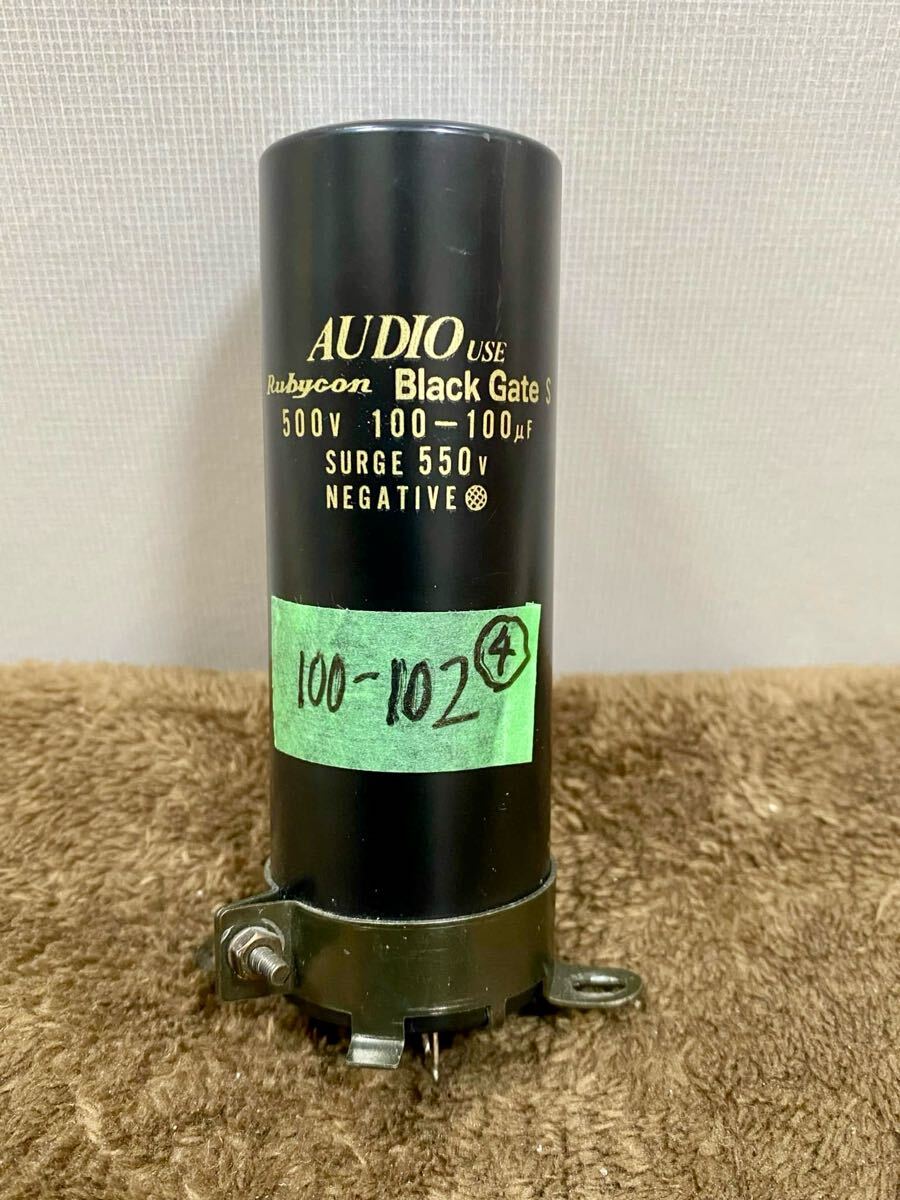 AUDIO USE
Rubycon Black Gate S
500V 100-100μF
SURGE 550V
NEGATIVE
100-102 ④